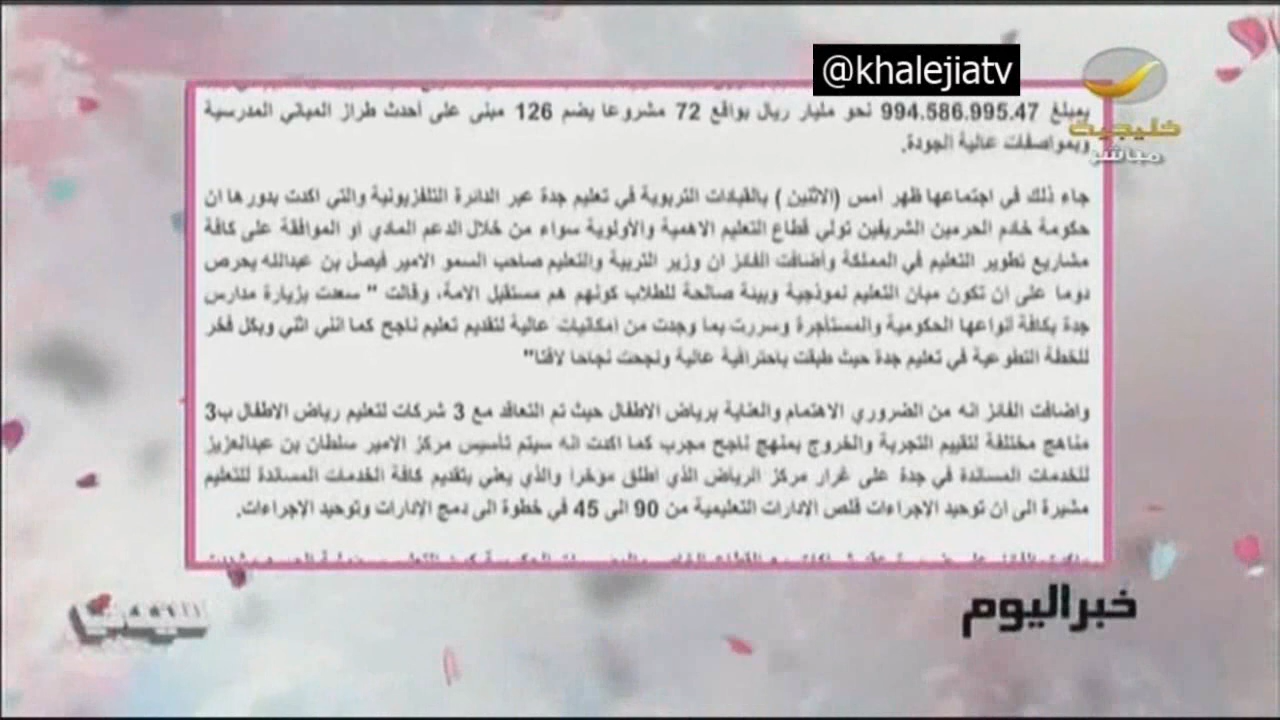 @khalejiatv
خليجية
مباشر
بمبلغ 994.586.995.47 نحو مليار ريال بواقع 72 مشروعا يضم 126 مبنى على أحدث طراز المباني المدرسية
وبمواصفات عالية الجودة.
جاء ذلك في اجتماعها ظهر أمس (الاثنين ) بالقيادات التربوية في تعليم جدة عبر الدائرة التلفزيونية والتي اكدت بدورها ان
حكومة خادم الحرمين الشريفين تولي قطاع التعليم الاهمية والأولوية سواء من خلال الدعم المادي او الموافقة على كافة
مشاريع تطوير التعليم في المملكة وأضافت الفائز ان وزير التربية والتعليم صاحب السمو الامير فيصل بن عبدالله يحرص
دوما على ان تكون مبان التعليم نموذجية وبيئة صالحة للطلاب كونهم هم مستقبل الامة، وقالت " سعدت بزيارة مدارس
جدة بكافة أنواعها الحكومية والمستأجرة وسررت بما وجدت من امكانيات عالية لتقديم تعليم ناجح كما انني اثني وبكل فخر
للخطة التطوعية في تعليم جدة حيث طبقت باحترافية عالية ونجحت نجاحا لافتا"
واضافت الفائز انه من الضروري الاهتمام والعناية برياض الاطفال حيث تم التعاقد مع 3 شركات لتعليم رياض الاطفال ب3
مناهج مختلفة لتقييم التجربة والخروج بمنهج ناجح مجرب كما اكدت انه سيتم تأسيس مركز الامير سلطان بن عبدالعزيز
للخدمات المساندة في جدة على غرار مركز الرياض الذي اطلق مؤخرا والذي يعني بتقديم كافة الخدمات المساندة للتعليم
مشيرة الى ان توحيد الاجراءات قلص الادارات التعليمية من 90 الى 45 في خطوة الى دمج الادارات وتوحيد الإجراءات.
خبر اليوم